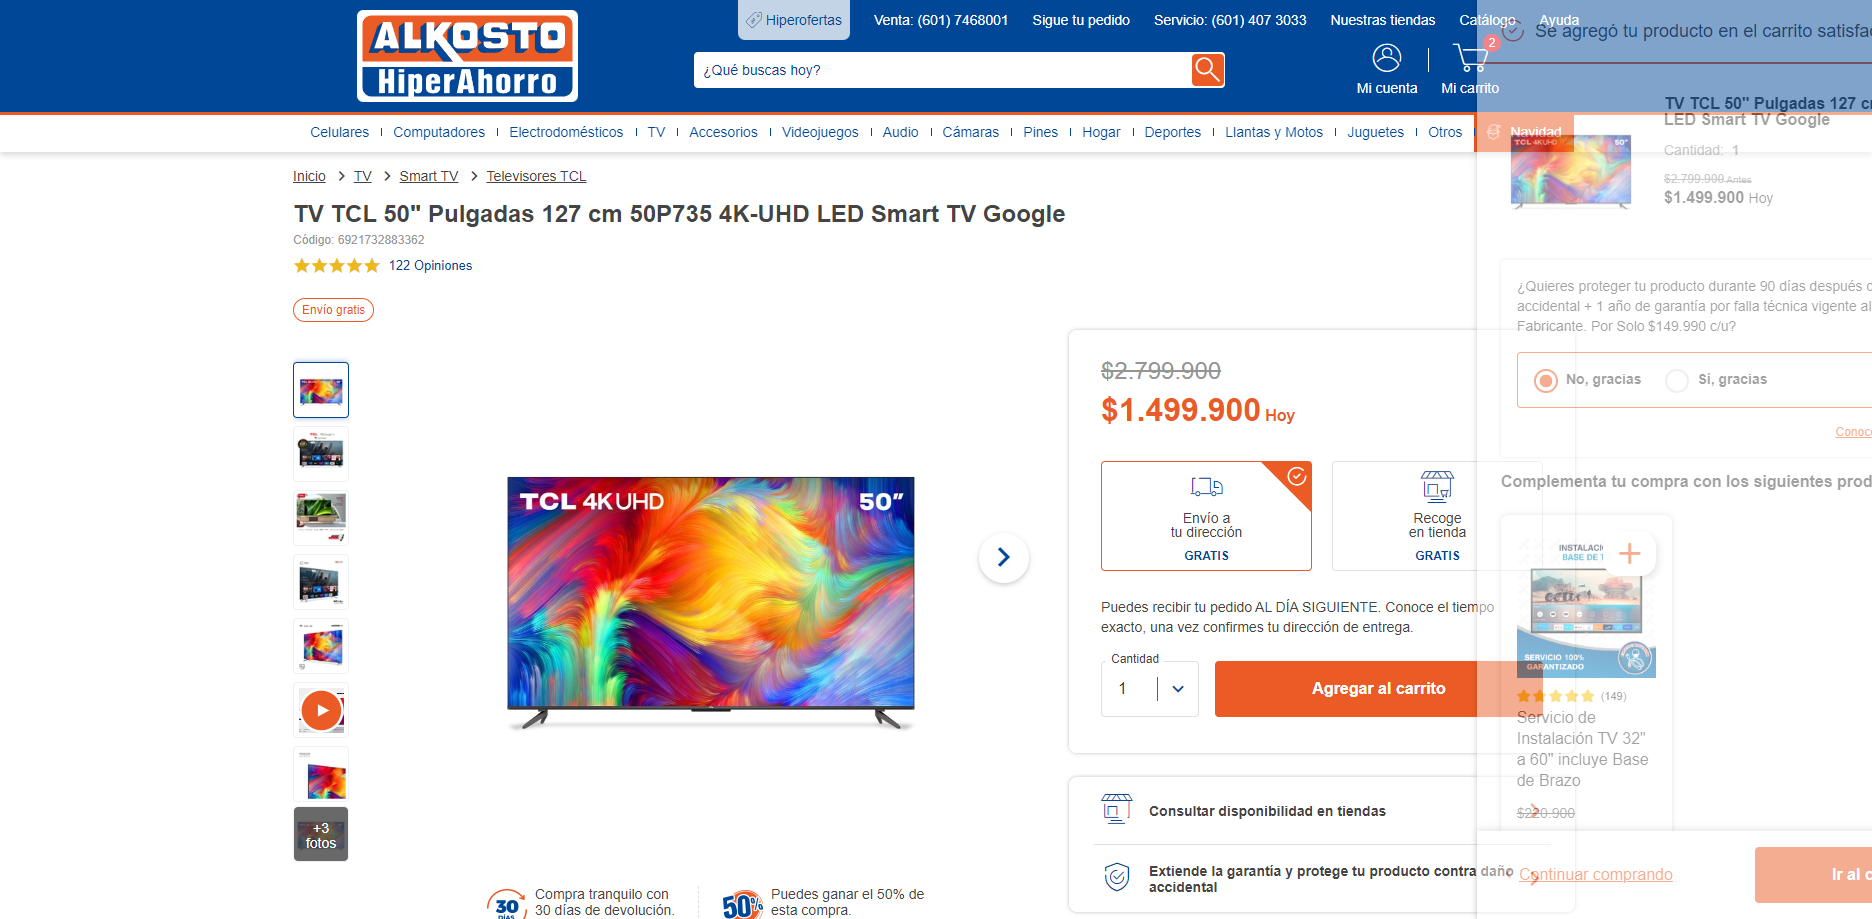 ALKOSTO
HiperAhorro
Hiperofertas
Venta: (601) 7468001
Sigue tu pedido
Servicio: (601) 407 3033
Nuestras tiendas
Catálogo
Ayuda
¿Qué buscas hoy?
Mi cuenta
2
Mi carrito
Celulares
Computadores
Electrodomésticos
TV
Accesorios
Videojuegos
Audio
Cámaras
Pines
Hogar
Deportes
Llantas y Motos
Juguetes
Otros
Navidad
Inicio > TV > Smart TV > Televisores TCL
TV TCL 50" Pulgadas 127 cm 50P735 4K-UHD LED Smart TV Google
Código: 6921732883362
122 Opiniones
Envío gratis
+3
fotos
TCL 4K UHD
50"
$2.799.900
$1.499.900 Hoy
Envío a
tu dirección
GRATIS
Recoge
en tienda
GRATIS
Puedes recibir tu pedido AL DÍA SIGUIENTE. Conoce el tiempo
exacto, una vez confirmes tu dirección de entrega.
Cantidad
1
Agregar al carrito
Consultar disponibilidad en tiendas
Extiende la garantía y protege tu producto contra daño
accidental
30
DÍAS
Compra tranquilo con
30 días de devolución.
50%
Puedes ganar el 50% de
esta compra.
Se agregó tu producto en el carrito
TV TCL 50" Pulgadas 127
LED Smart TV Google
TCL 4K UHD
50"
Cantidad: 1
$2.799.900 Antes
$1.499.900 Hoy
¿Quieres proteger tu producto durante 90 días después
accidental + 1 año de garantía por falla técnica vigente
Fabricante. Por Solo $149.990 c/u?
No, gracias
Sí, gracias
Complementa tu compra con los siguientes
BASE DE
SERVICIO 100%
GARANTIZADO
(149)
Servicio de
Instalación TV 32"
a 60" incluye Base
de Brazo
$220.900
Continuar comprando
Ir al